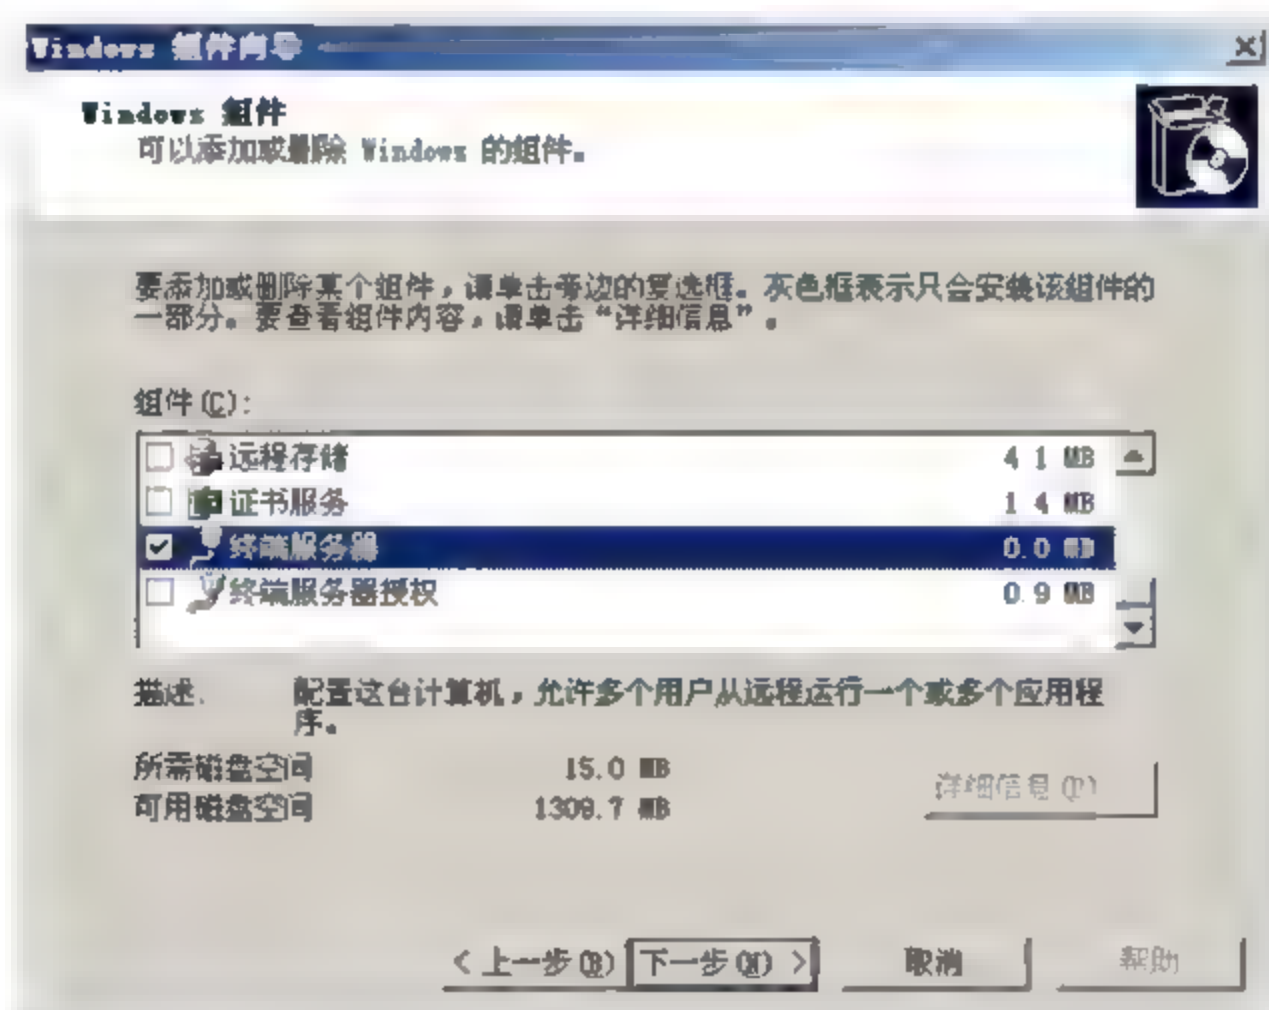 Windows 组件向导
Windows 组件
可以添加或删除 Windows 的组件。
要添加或删除某个组件，请单击旁边的复选框。灰色框表示只会安装该组件的
一部分。要查看组件内容，请单击“详细信息”。
组件(C):
远程存储 4.1 MB
证书服务 1.4 MB
终端服务器 0.0 MB
终端服务器授权 0.9 MB
描述: 配置这台计算机，允许多个用户从远程运行一个或多个应用程
序。
所需磁盘空间 15.0 MB
可用磁盘空间 1309.7 MB
详细信息(D)
< 上一步(B) 下一步(N) > 取消 帮助